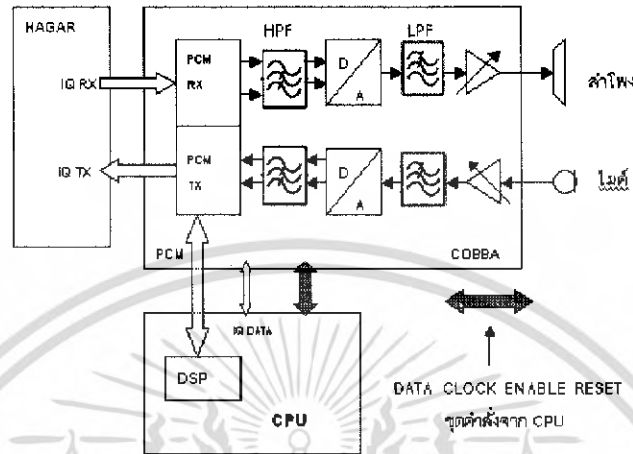 HAGAR
HPF
LPF
PCM
RX
D
A
IQ RX
ลำโพง
IQ TX
PCM
TX
D
A
ไมค์
PCM
COBBA
IQ DATA
DSP
CPU
DATA CLOCK ENABLE RESET
ชุดคำสั่งจาก CPU